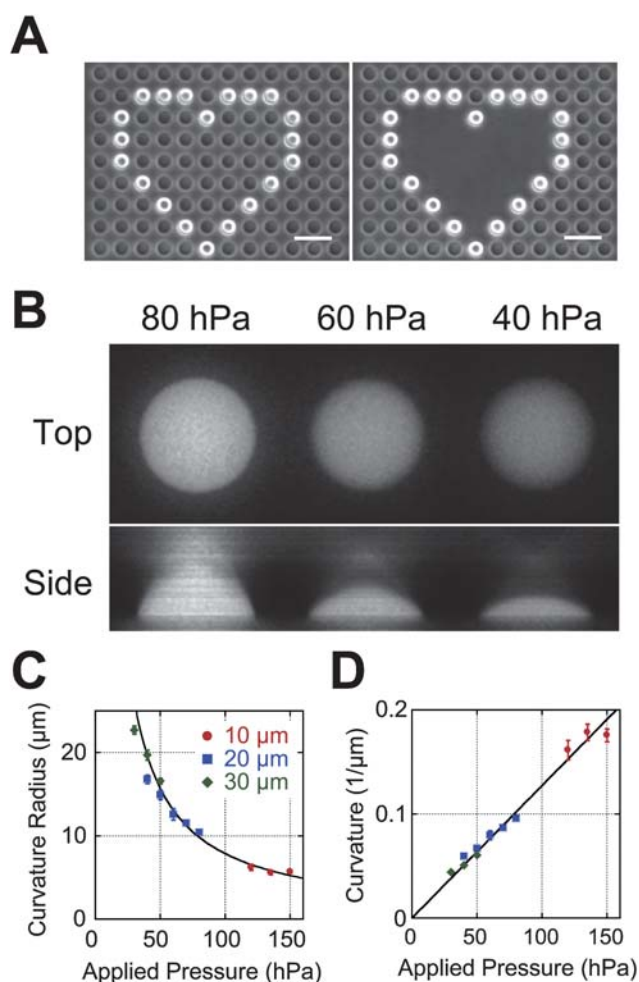 A
B
80 hPa 60 hPa 40 hPa
Top
Side
C
Curvature Radius (µm)
20
10
0
0 50 100 150
Applied Pressure (hPa)
10 µm
20 µm
30 µm
D
Curvature (1/µm)
0.2
0.1
0
0 50 100 150
Applied Pressure (hPa)